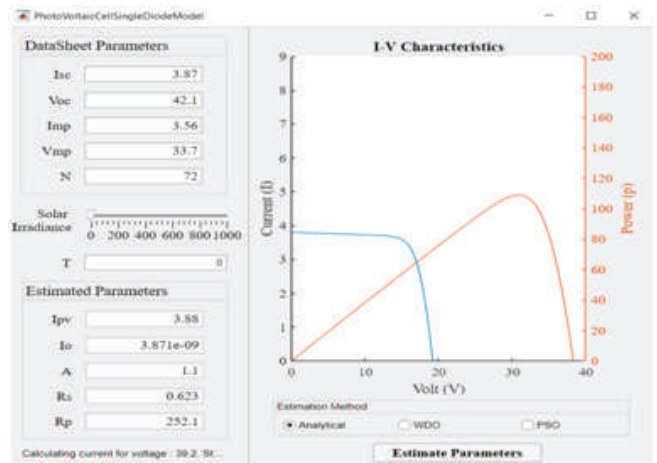 PhotoVoltaicCellSingleDiodeModel
DataSheet Parameters
Isc 3.87
Voc 42.1
Imp 3.56
Vmp 33.7
N 72
Solar
Irradiance
0 200 400 600 800 1000
T 0
Estimated Parameters
Ipv 3.88
Io 3.871e-09
A 1.1
Rs 0.623
Rp 252.1
Calculating current for voltage : 39.2. St...
I-V Characteristics
9
8
7
6
5
4
3
2
1
0
Current (I)
200
180
160
140
120
100
80
60
40
20
0
Power (p)
0 10 20 30 40
Volt (V)
Estimation Method
Analytical WDO PSO
Estimate Parameters